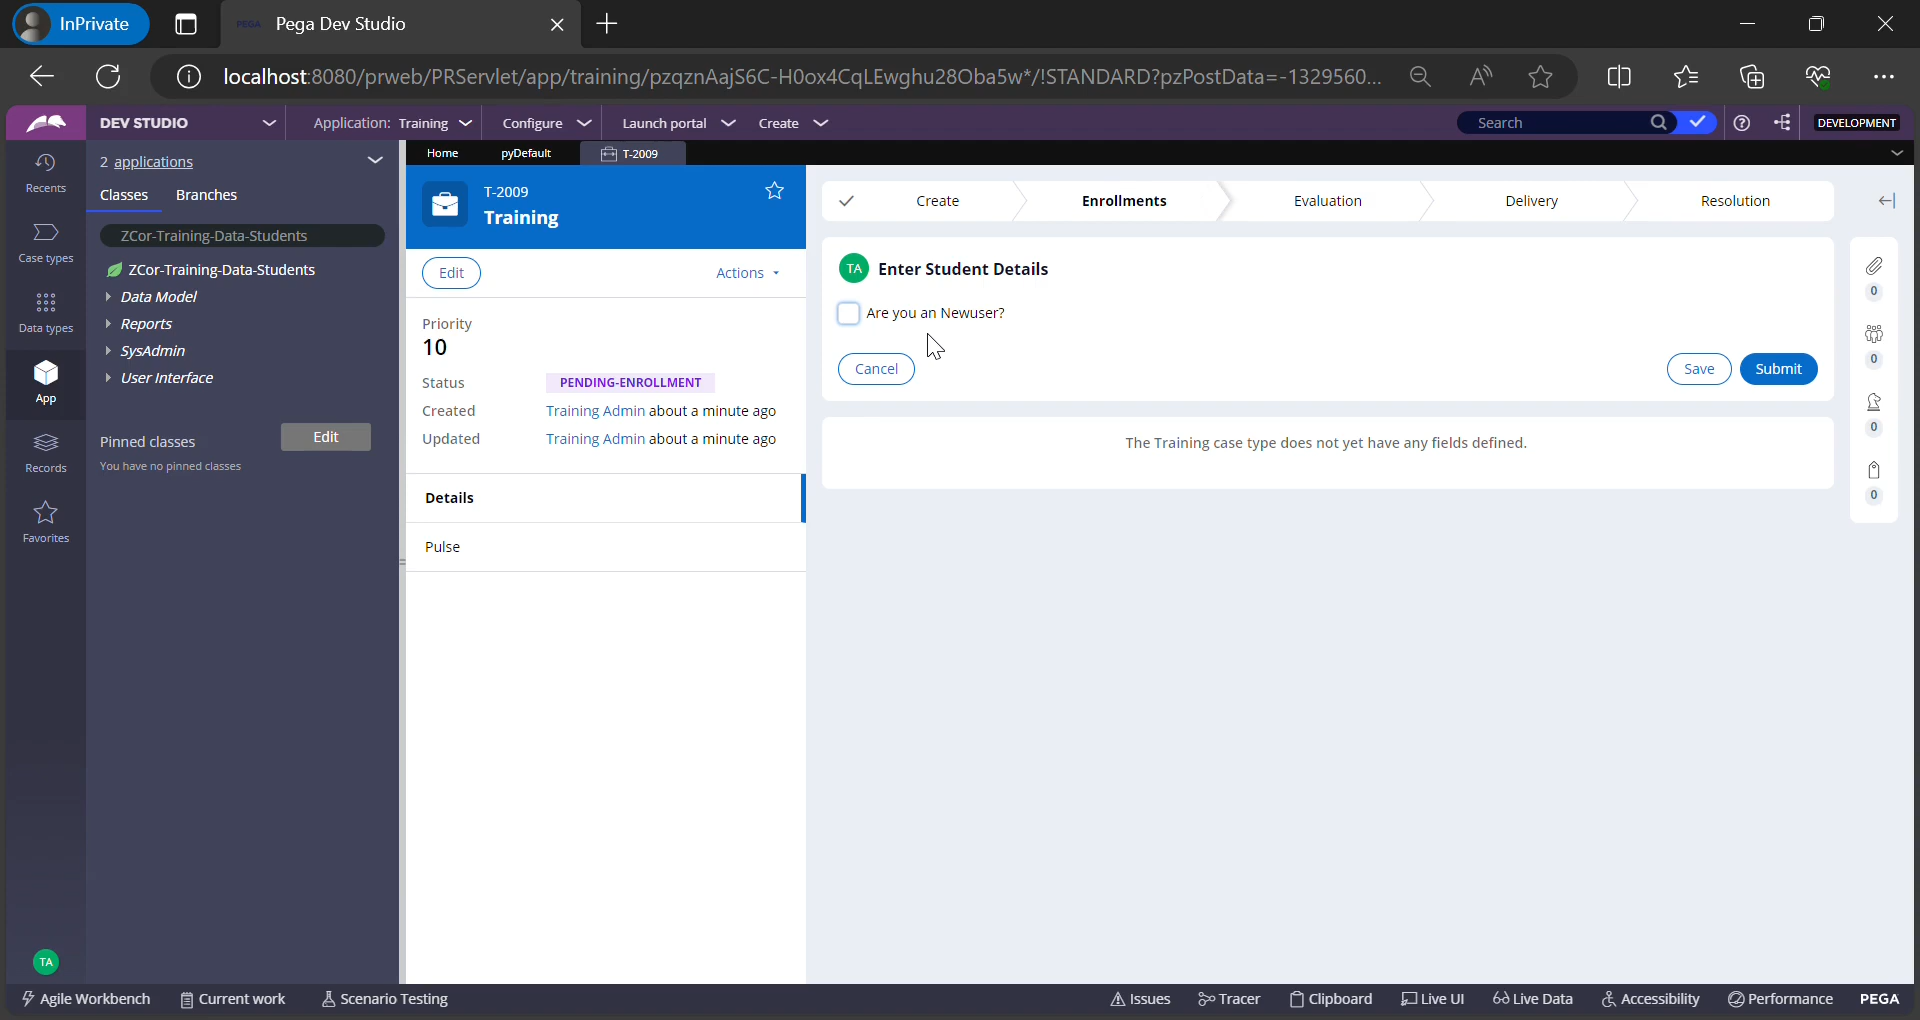 InPrivate
PEGA Pega Dev Studio
localhost:8080/prweb/PRServlet/app/training/pzqznAajS6C-H0ox4CqLEwghu28Oba5w*/!STANDARD?pzPostData=-1329560...
DEV STUDIO
Application: Training
Configure
Launch portal
Create
Search
DEVELOPMENT
Recents
Case types
Data types
App
Records
Favorites
TA
2 applications
Classes Branches
ZCor-Training-Data-Students
ZCor-Training-Data-Students
Data Model
Reports
SysAdmin
User Interface
Pinned classes
Edit
You have no pinned classes
Home pyDefault T-2009
T-2009
Training
Edit Actions
Priority
10
Status PENDING-ENROLLMENT
Created Training Admin about a minute ago
Updated Training Admin about a minute ago
Details
Pulse
Create Enrollments Evaluation Delivery Resolution
TA Enter Student Details
Are you an Newuser?
Cancel Save Submit
The Training case type does not yet have any fields defined.
0
0
0
0
Agile Workbench Current work Scenario Testing
Issues Tracer Clipboard Live UI Live Data Accessibility Performance PEGA